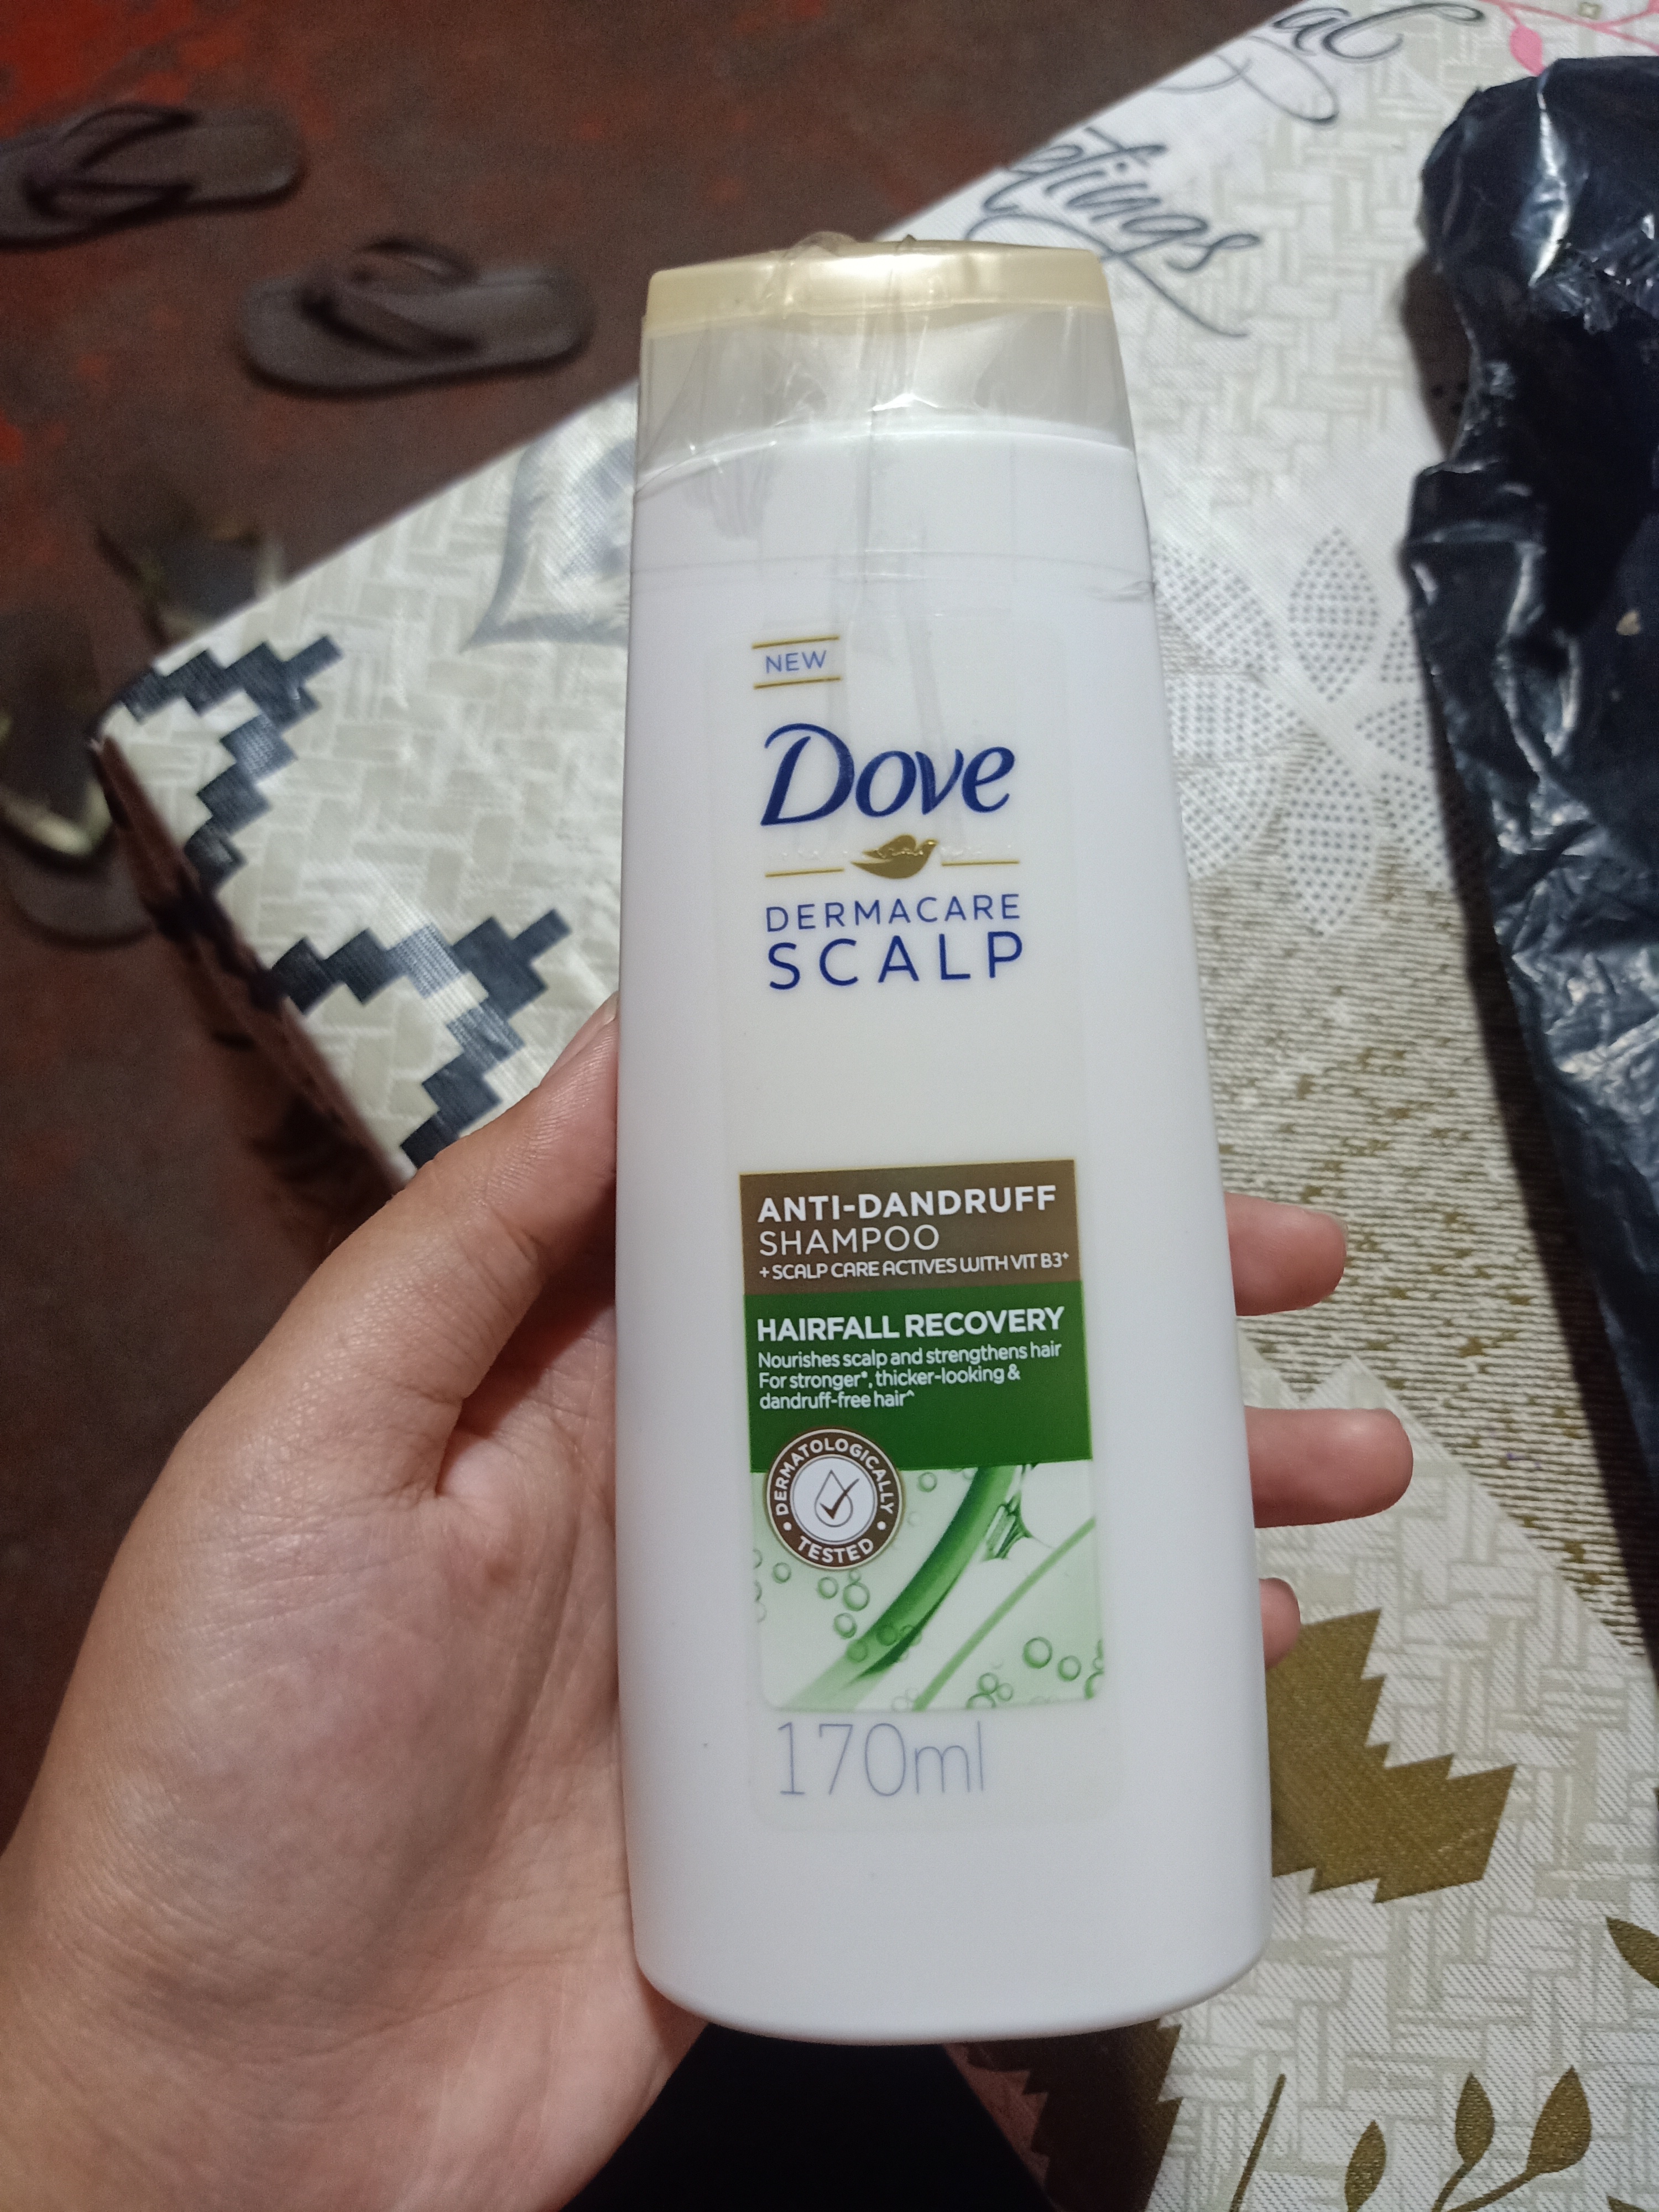 NEW
Dove
DERMACARE
SCALP
ANTI-DANDRUFF
SHAMPOO
+ SCALP CARE ACTIVES WITH VIT B3⁺
HAIRFALL RECOVERY
Nourishes scalp and strengthens hair
For stronger*, thicker-looking &
dandruff-free hair^
DERMATOLOGICALLY
• TESTED •
170ml